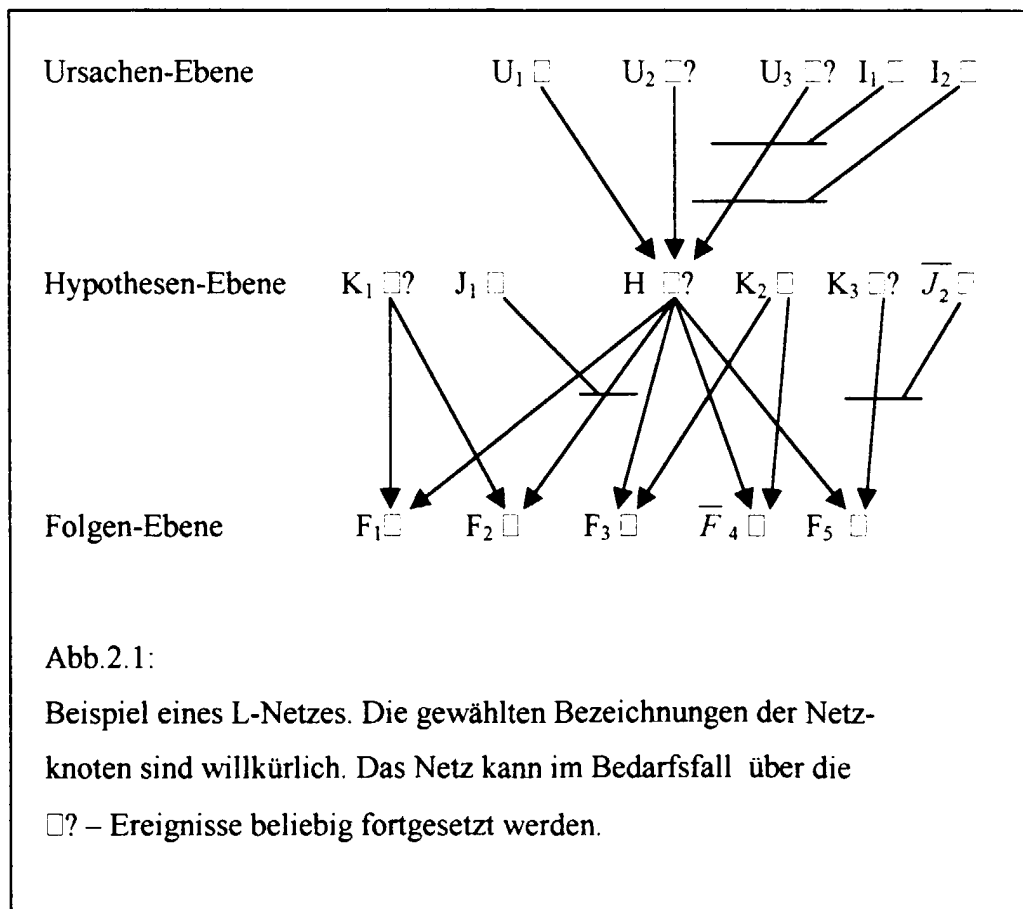 Ursachen-Ebene U₁ □ U₂ □? U₃ □? I₁ □ I₂ □
Hypothesen-Ebene K₁ □? J₁ □ H □? K₂ □ K₃ □? J̅₂ □
Folgen-Ebene F₁ □ F₂ □ F₃ □ F̅₄ □ F₅ □
Abb.2.1:
Beispiel eines L-Netzes. Die gewählten Bezeichnungen der Netz-
knoten sind willkürlich. Das Netz kann im Bedarfsfall über die
□? – Ereignisse beliebig fortgesetzt werden.